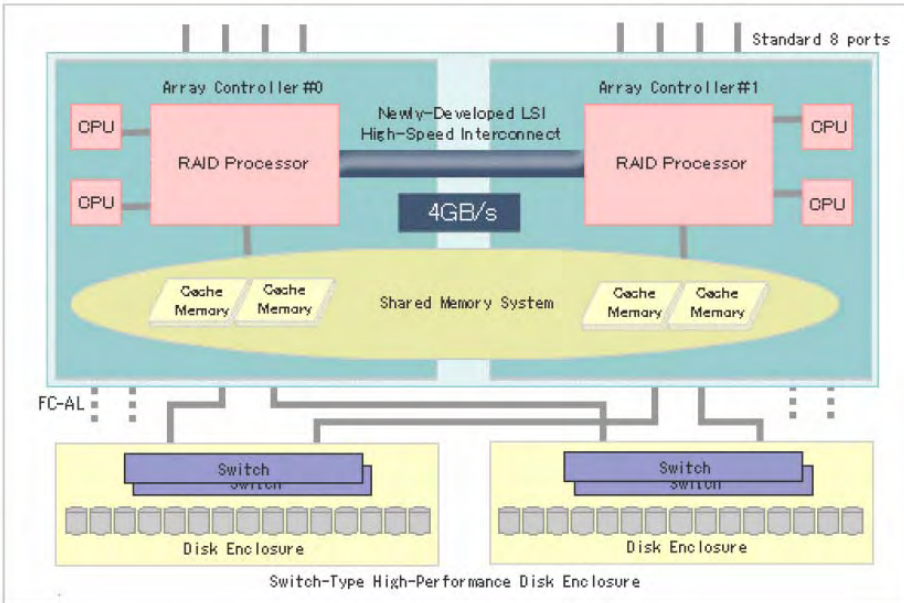 Standard 8 ports
Array Controller#0
Array Controller#1
Newly-Developed LSI
High-Speed Interconnect
CPU
RAID Processor
RAID Processor
CPU
CPU
CPU
4GB/s
Cache
Memory
Cache
Memory
Shared Memory System
Cache
Memory
Cache
Memory
FC-AL
Switch
Switch
Disk Enclosure
Switch
Switch
Disk Enclosure
Switch-Type High-Performance Disk Enclosure